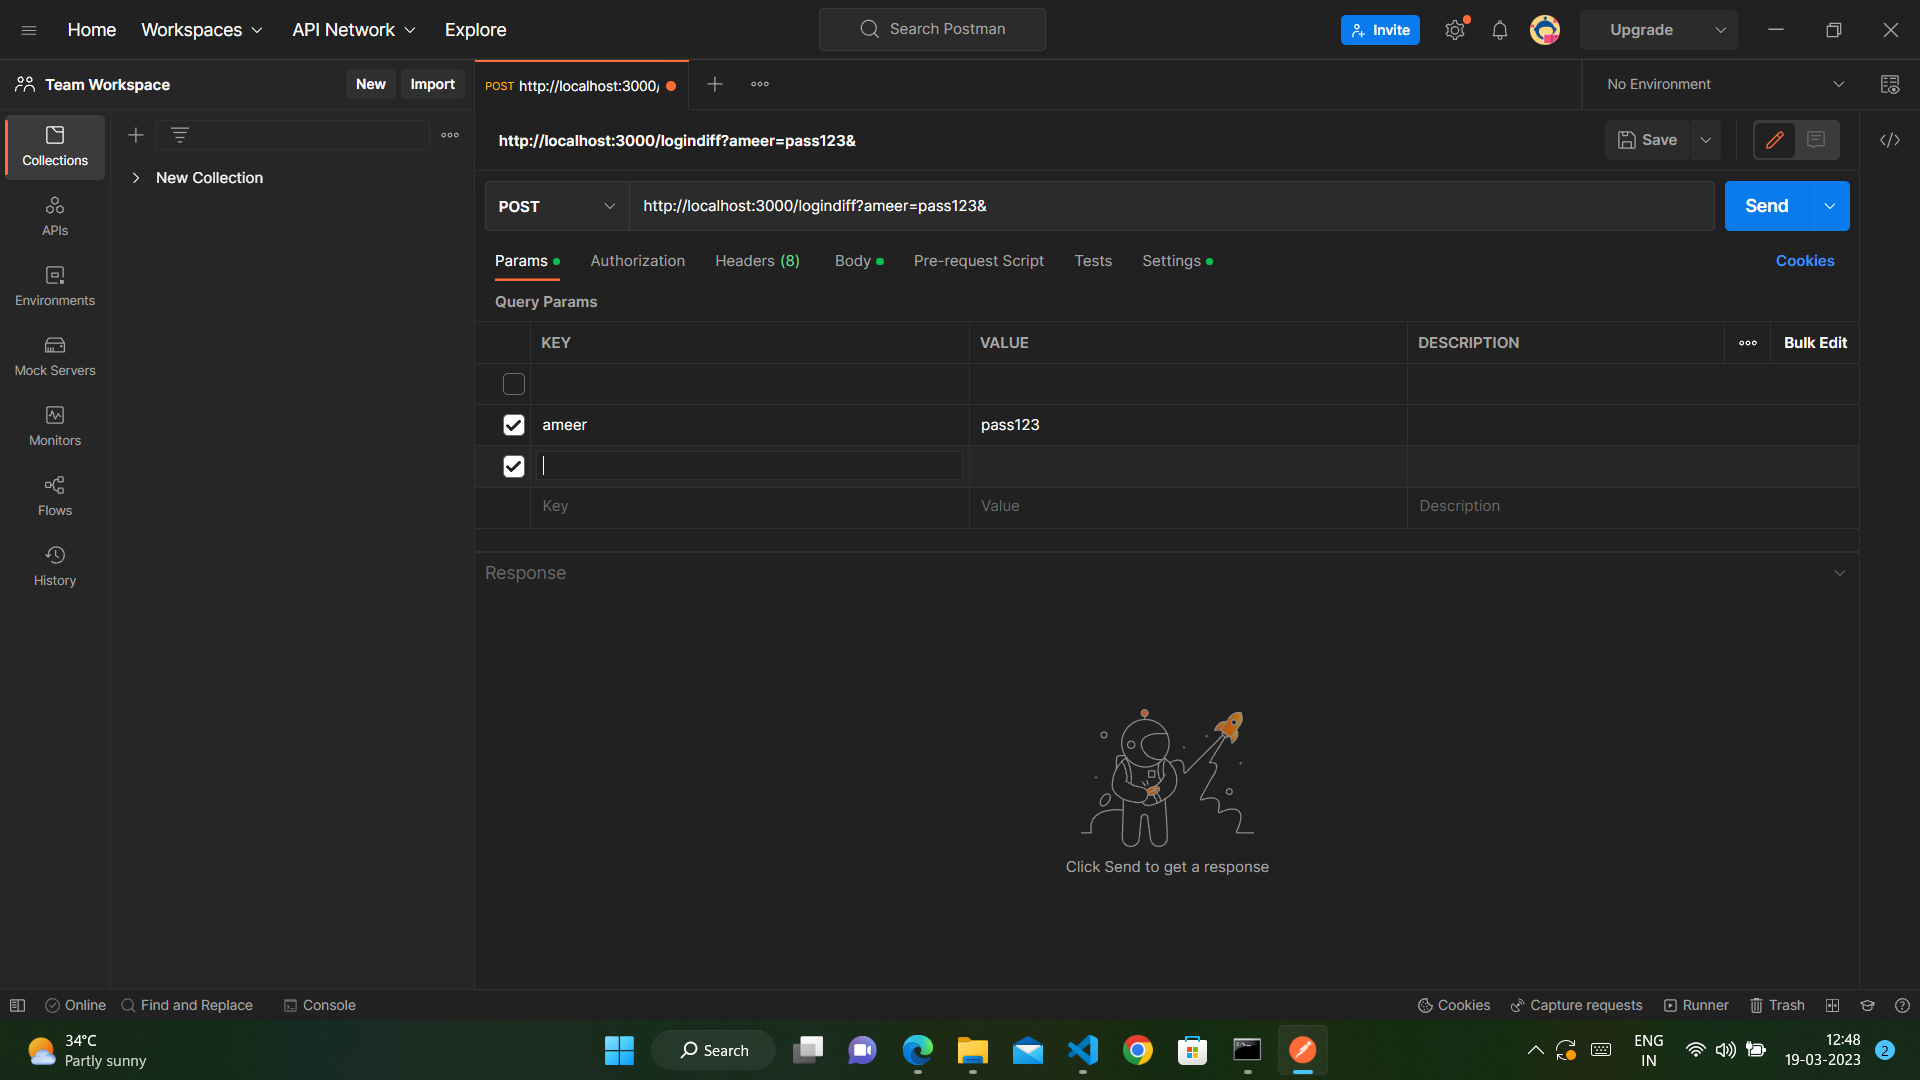 Home Workspaces API Network Explore Search Postman Invite Upgrade
Team Workspace New Import POST http://localhost:3000/ No Environment
http://localhost:3000/logindiff?ameer=pass123& Save
Collections
New Collection
POST http://localhost:3000/logindiff?ameer=pass123& Send
APIs
Params Authorization Headers (8) Body Pre-request Script Tests Settings Cookies
Environments
Query Params
KEY VALUE DESCRIPTION Bulk Edit
Mock Servers
ameer pass123
Monitors
Key Value Description
Flows
Response
History
Click Send to get a response
Online Find and Replace Console Cookies Capture requests Runner Trash
34°C
Partly sunny
Search
ENG
IN
12:48
19-03-2023
2